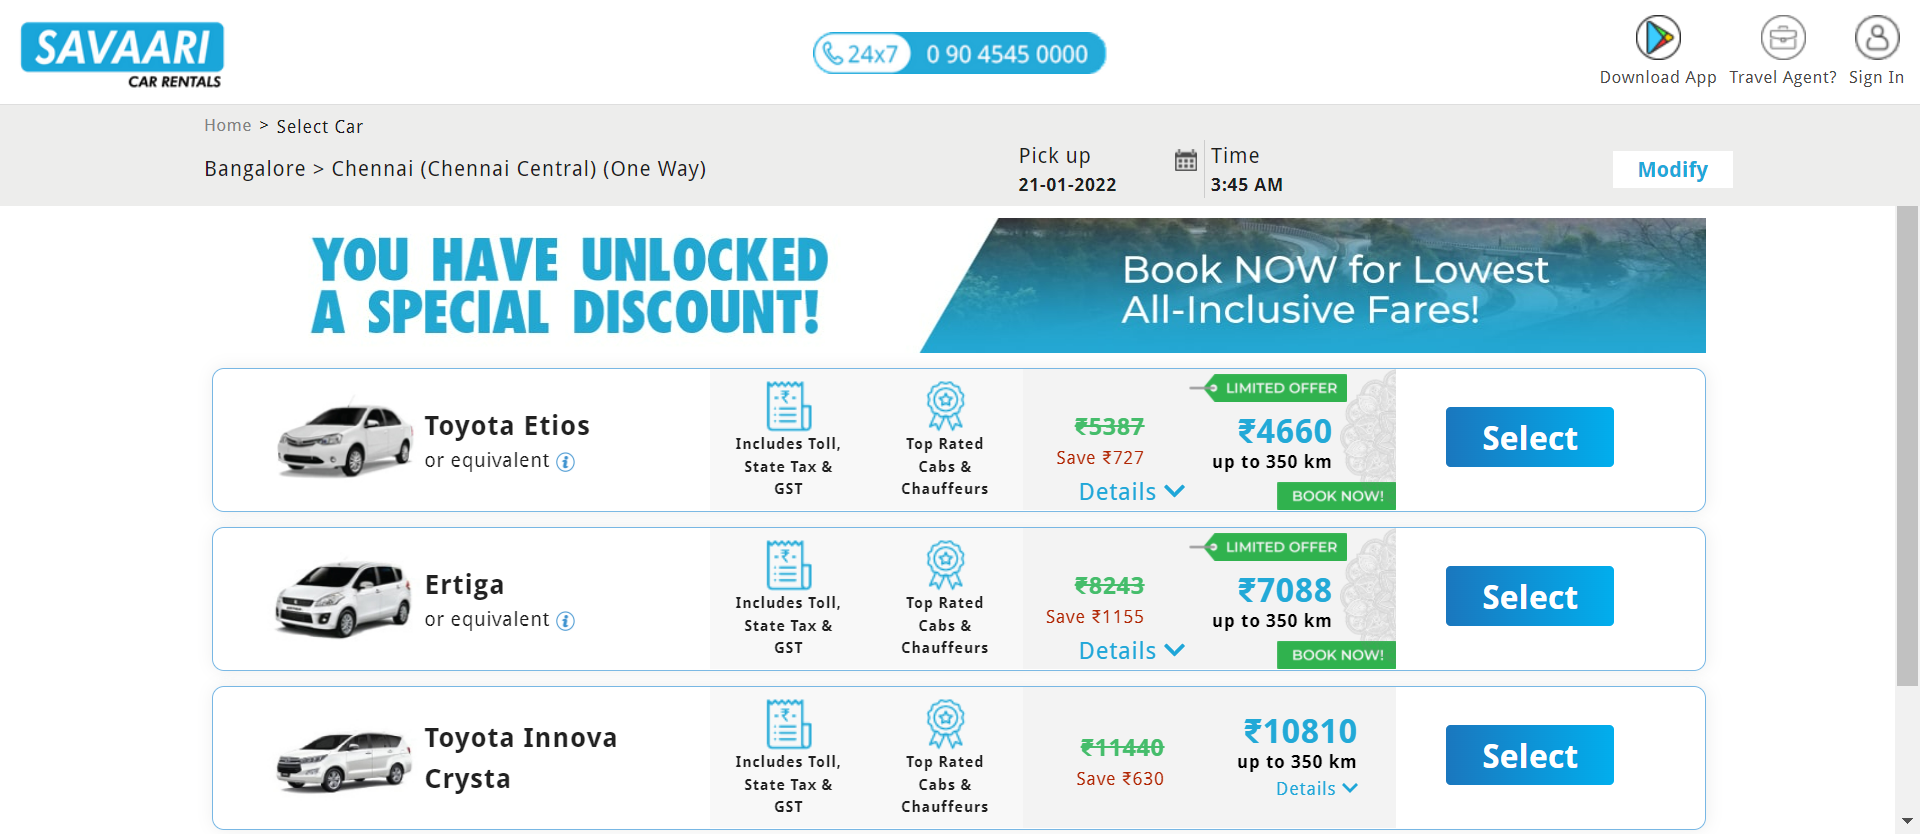 SAVAARI
CAR RENTALS
24x7 0 90 4545 0000
Download App
Travel Agent?
Sign In
Home > Select Car
Bangalore > Chennai (Chennai Central) (One Way)
Pick up
21-01-2022
Time
3:45 AM
Modify
YOU HAVE UNLOCKED
A SPECIAL DISCOUNT!
Book NOW for Lowest
All-Inclusive Fares!
Toyota Etios
or equivalent i
Includes Toll,
State Tax &
GST
Top Rated
Cabs &
Chauffeurs
₹5387
Save ₹727
Details
LIMITED OFFER
₹4660
up to 350 km
BOOK NOW!
Select
Ertiga
or equivalent i
Includes Toll,
State Tax &
GST
Top Rated
Cabs &
Chauffeurs
₹8243
Save ₹1155
Details
LIMITED OFFER
₹7088
up to 350 km
BOOK NOW!
Select
Toyota Innova
Crysta
Includes Toll,
State Tax &
GST
Top Rated
Cabs &
Chauffeurs
₹11440
Save ₹630
₹10810
up to 350 km
Details
Select